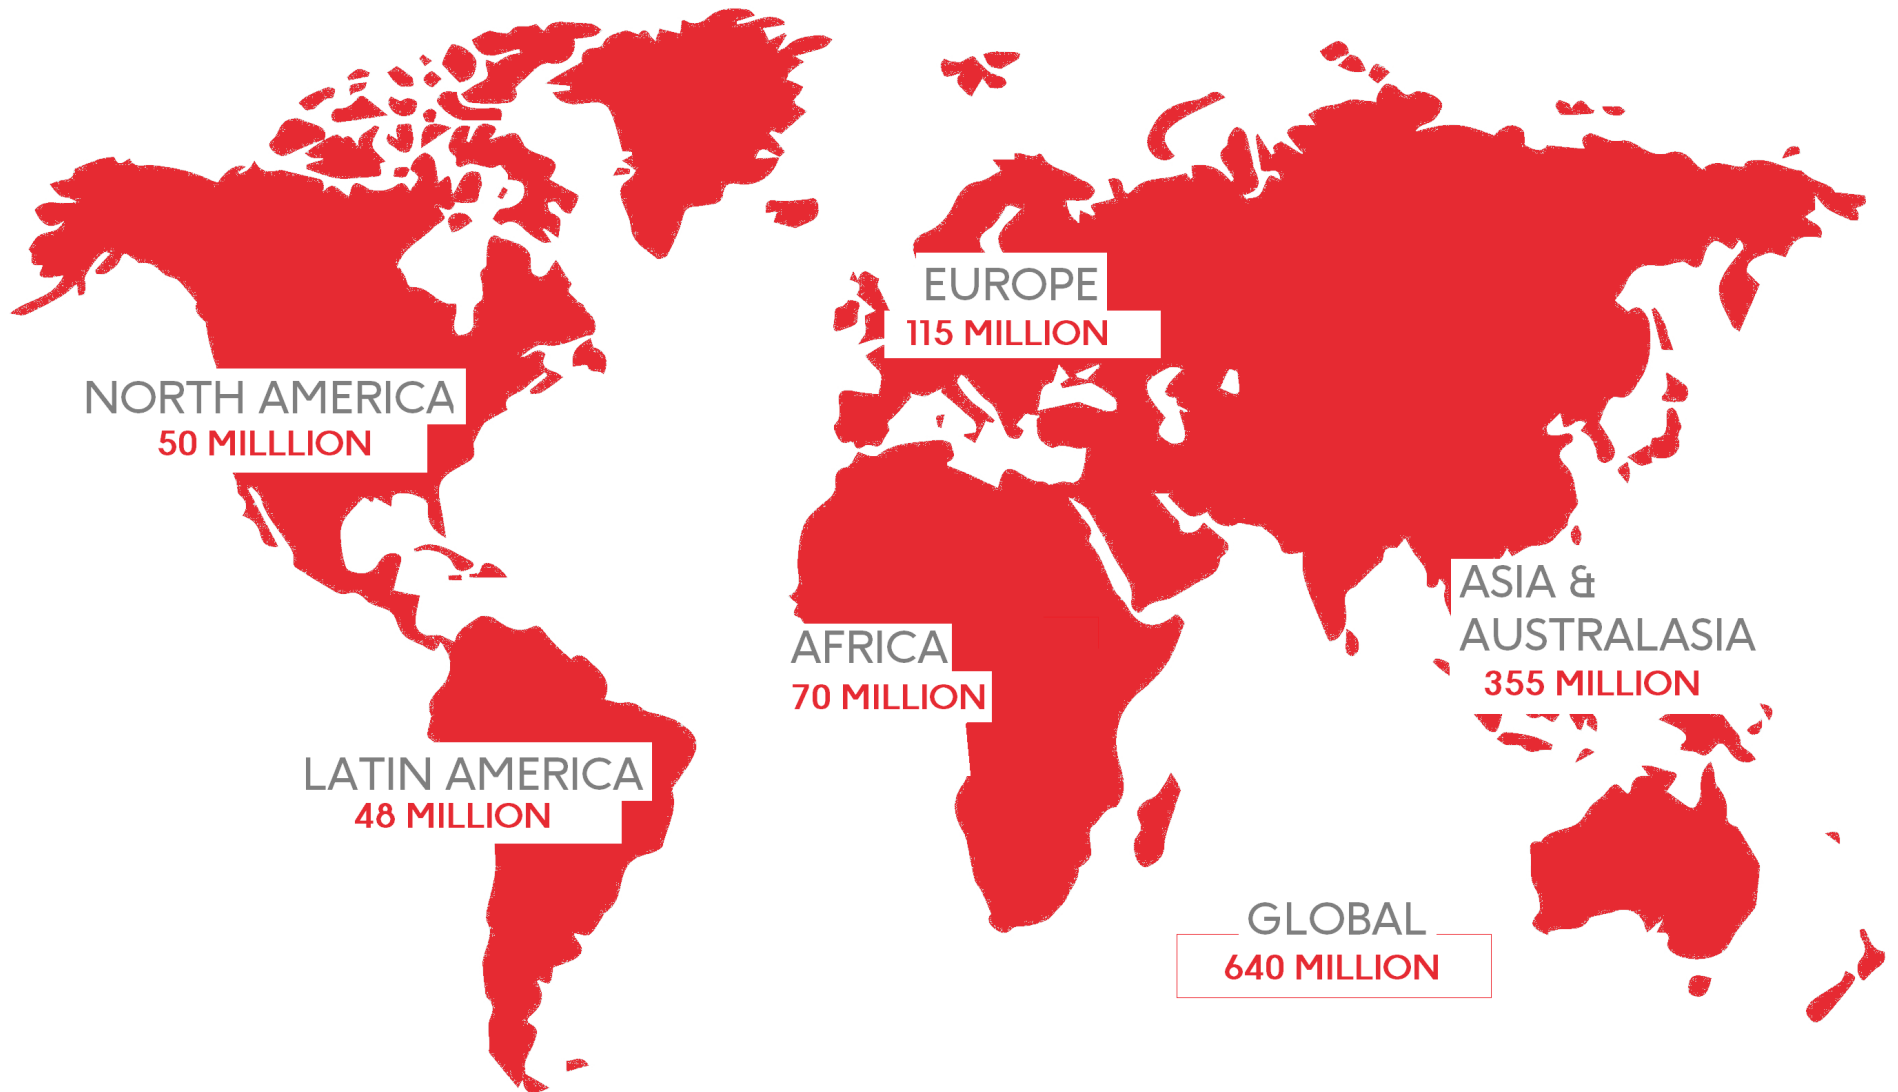 EUROPE
115 MILLION
NORTH AMERICA
50 MILLLION
ASIA &
AUSTRALASIA
355 MILLION
AFRICA
70 MILLION
LATIN AMERICA
48 MILLION
GLOBAL
640 MILLION